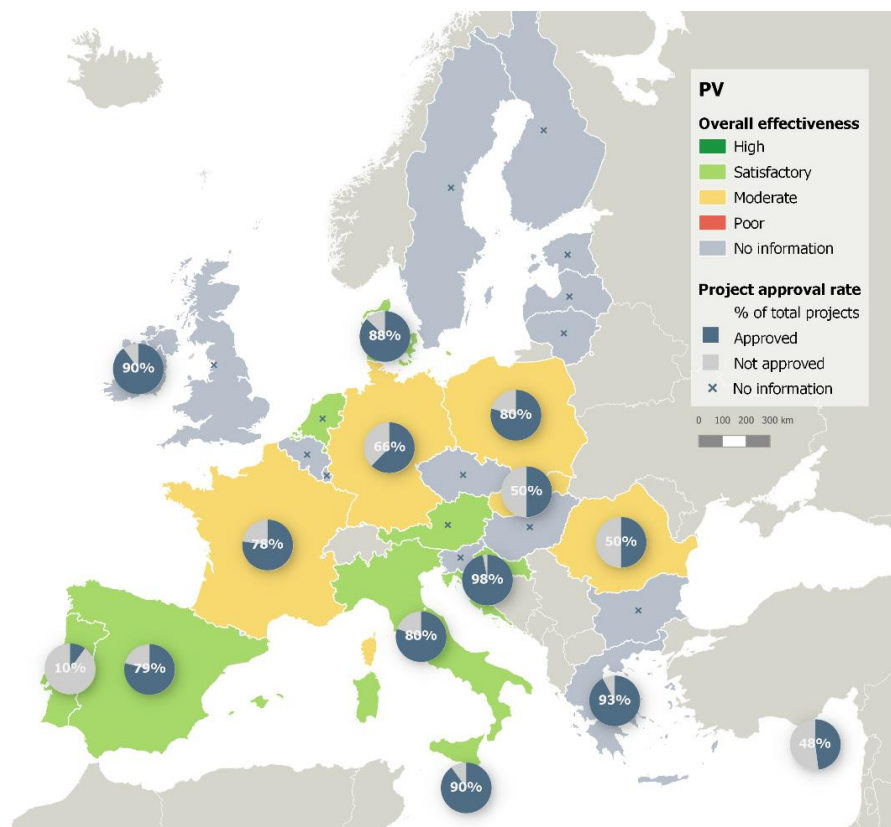 PV
Overall effectiveness
High
Satisfactory
Moderate
Poor
No information
Project approval rate
% of total projects
Approved
Not approved
× No information
0 100 200 300 km
88%
90%
80%
66%
50%
78%
50%
98%
80%
10%
79%
93%
48%
90%